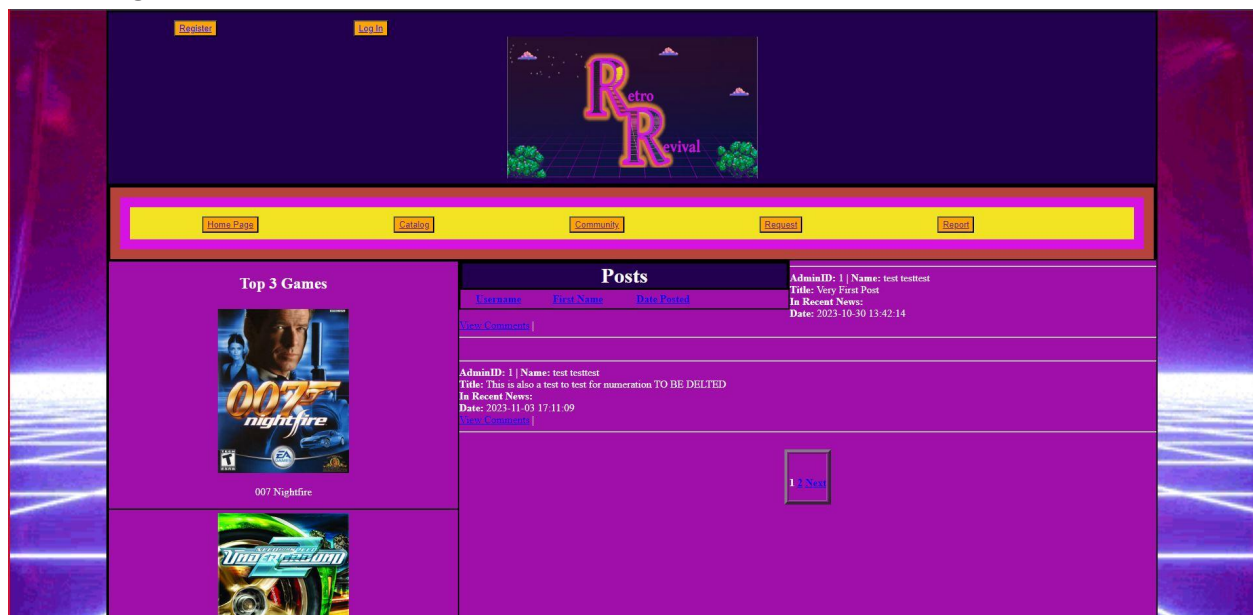 Register
Log In
Retro
Revival
Home Page
Catalog
Community
Request
Report
Top 3 Games
007
nightfire
EA
007 Nightfire
NEED FOR SPEED
UNDERGROUND
2
Posts
Username First Name Date Posted
AdminID: 1 | Name: test testtest
Title: Very First Post
In Recent News:
Date: 2023-10-30 13:42:14
View Comments |
AdminID: 1 | Name: test testtest
Title: This is also a test to test for numeration TO BE DELTED
In Recent News:
Date: 2023-11-03 17:11:09
View Comments |
1 2 Next